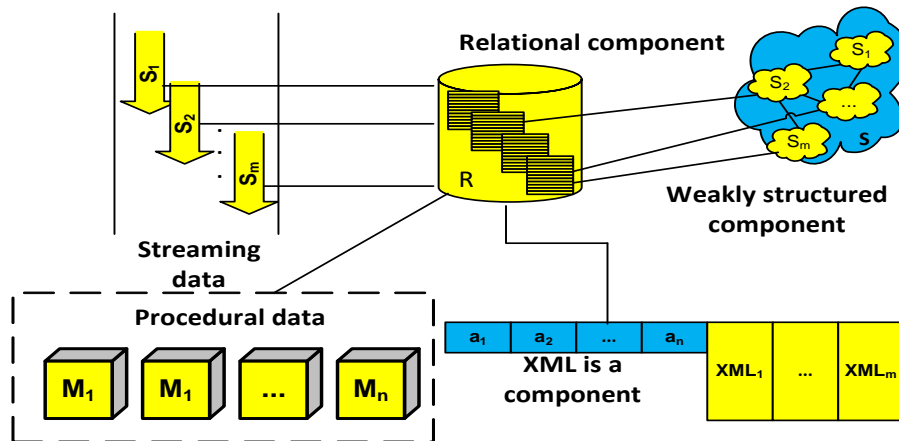 Relational component
S1
S2
Sm
R
S1
S2
...
Sm
S
Weakly structured
component
Streaming
data
Procedural data
M1
M1
...
Mn
a1
a2
...
an
XML is a
component
XML1
...
XMLm